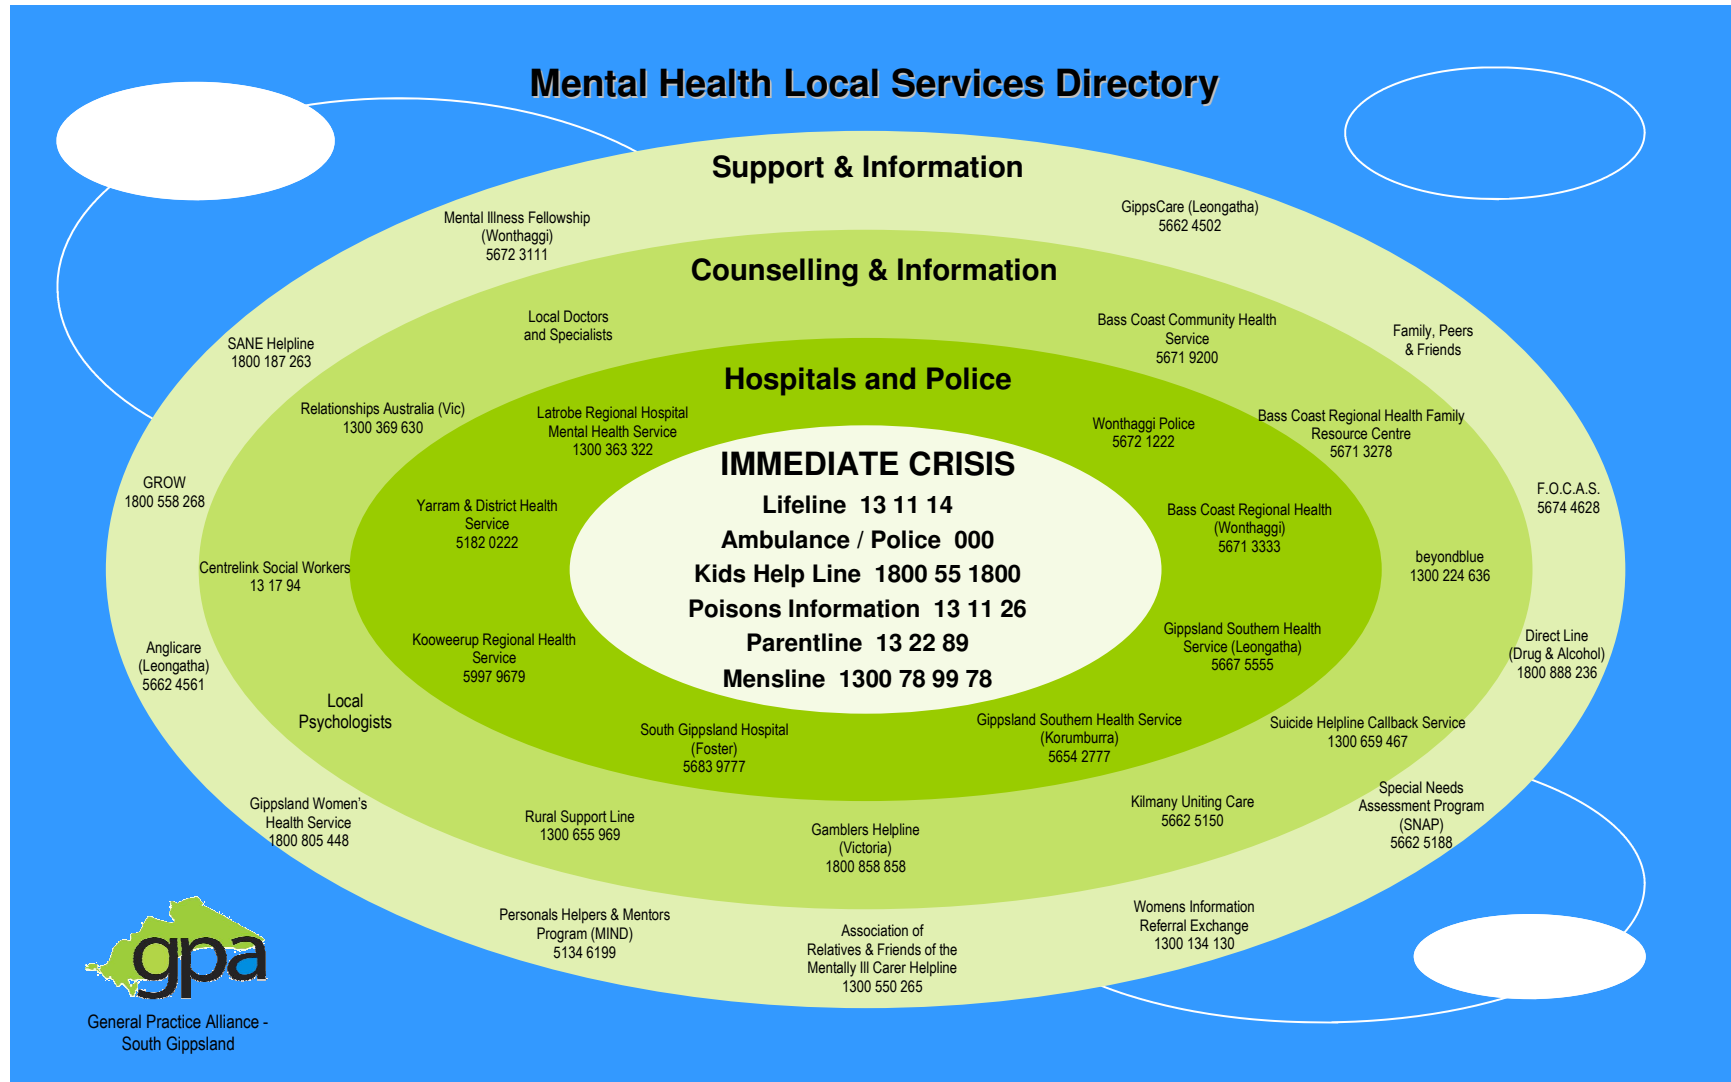 Mental Health Local Services Directory
Support & Information
Mental Illness Fellowship
(Wonthaggi)
5672 3111
GippsCare (Leongatha)
5662 4502
SANE Helpline
1800 187 263
Family, Peers
& Friends
GROW
1800 558 268
F.O.C.A.S.
5674 4628
Anglicare
(Leongatha)
5662 4561
Direct Line
(Drug & Alcohol)
1800 888 236
Gippsland Women's
Health Service
1800 805 448
Special Needs
Assessment Program
(SNAP)
5662 5188
Personals Helpers & Mentors
Program (MIND)
5134 6199
Association of
Relatives & Friends of the
Mentally Ill Carer Helpline
1300 550 265
Womens Information
Referral Exchange
1300 134 130
Counselling & Information
Local Doctors
and Specialists
Bass Coast Community Health
Service
5671 9200
Relationships Australia (Vic)
1300 369 630
Bass Coast Regional Health Family
Resource Centre
5671 3278
Centrelink Social Workers
13 17 94
beyondblue
1300 224 636
Local
Psychologists
Suicide Helpline Callback Service
1300 659 467
Rural Support Line
1300 655 969
Gamblers Helpline
(Victoria)
1800 858 858
Kilmany Uniting Care
5662 5150
Hospitals and Police
Latrobe Regional Hospital
Mental Health Service
1300 363 322
Wonthaggi Police
5672 1222
Yarram & District Health
Service
5182 0222
Bass Coast Regional Health
(Wonthaggi)
5671 3333
Kooweerup Regional Health
Service
5997 9679
Gippsland Southern Health
Service (Leongatha)
5667 5555
South Gippsland Hospital
(Foster)
5683 9777
Gippsland Southern Health Service
(Korumburra)
5654 2777
IMMEDIATE CRISIS
Lifeline 13 11 14
Ambulance / Police 000
Kids Help Line 1800 55 1800
Poisons Information 13 11 26
Parentline 13 22 89
Mensline 1300 78 99 78
gpa
General Practice Alliance -
South Gippsland